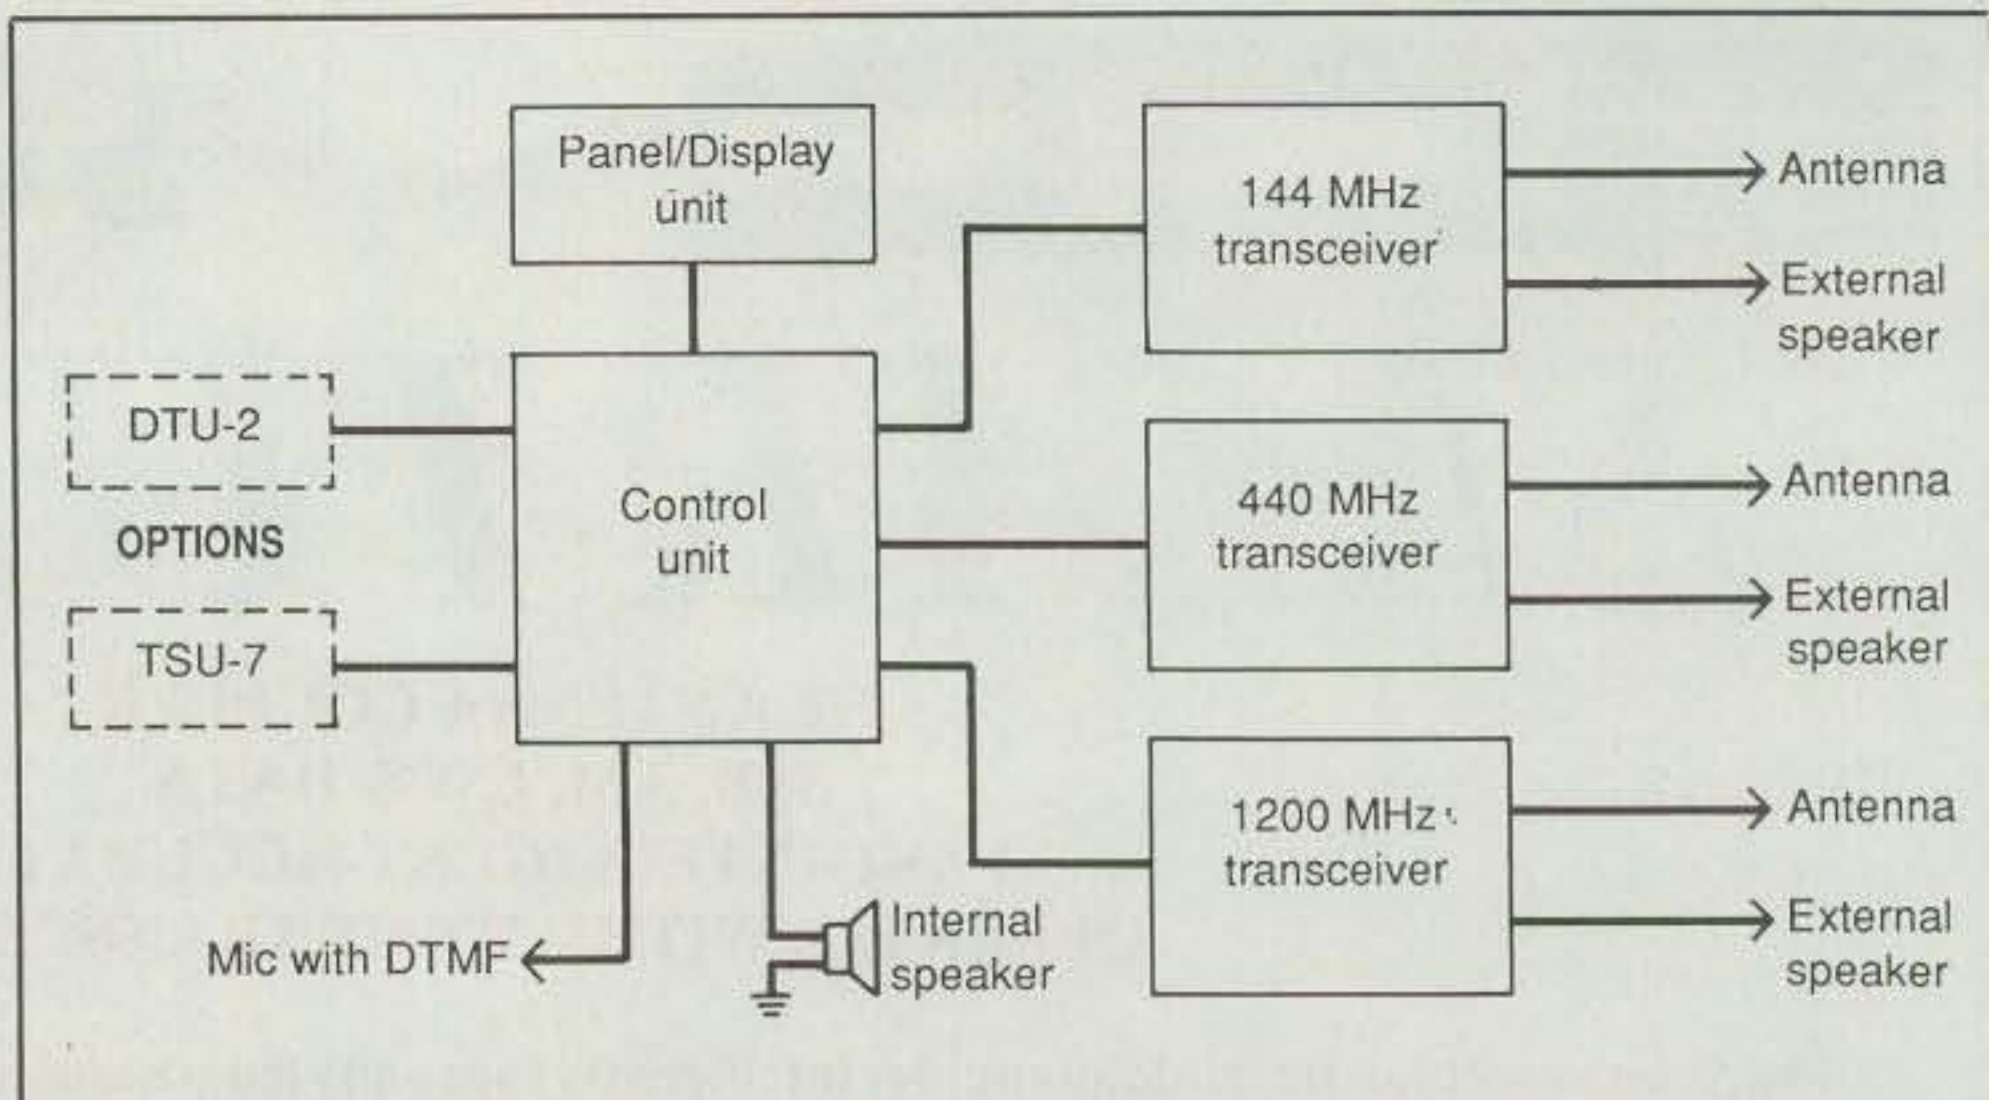 Panel/Display
unit
144 MHz
transceiver
Antenna
External
speaker
DTU-2
OPTIONS
TSU-7
Control
unit
440 MHz
transceiver
Antenna
External
speaker
1200 MHz
transceiver
Antenna
External
speaker
Mic with DTMF
Internal
speaker